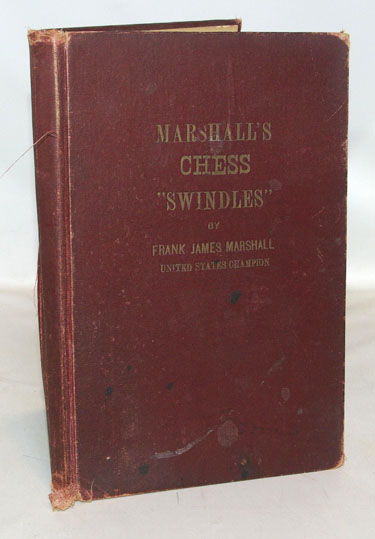 MARSHALL'S
CHESS
"SWINDLES"
BY
FRANK JAMES MARSHALL
UNITED STATES CHAMPION